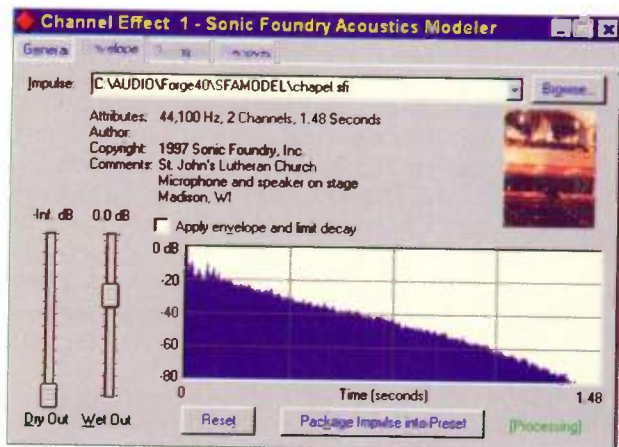 Channel Effect 1 - Sonic Foundry Acoustics Modeler
General Envelope
Impulse: C:\AUDIO\Forge40\SFAMODEL\chapel.sfi Browse...
Attributes: 44,100 Hz, 2 Channels, 1.48 Seconds
Author:
Copyright: 1997 Sonic Foundry, Inc.
Comments: St. John's Lutheran Church
Microphone and speaker on stage
Madison, WI
-Inf. dB 0.0 dB
Apply envelope and limit decay
0 dB
-20
-40
-60
-80
0 Time (seconds) 1.48
Dry Out Wet Out Reset Package Impulse into Preset [Processing]